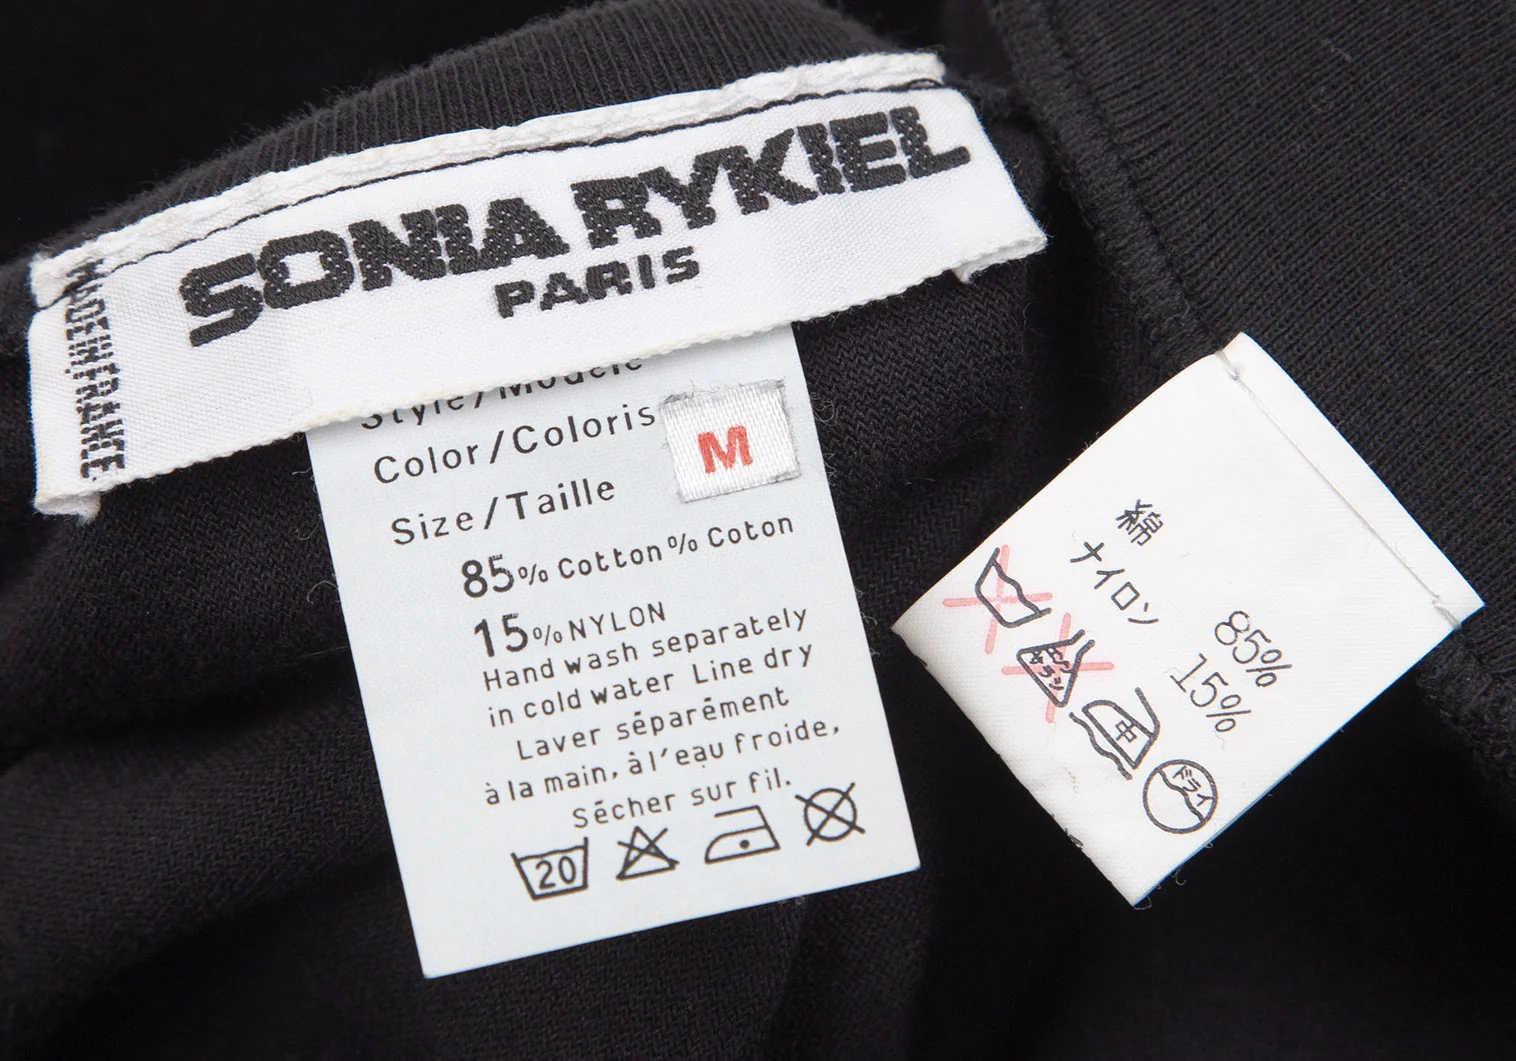 SONIA RYKIEL
PARIS
MADE IN FRANCE
Style/Modèle
Color/Coloris
M
Size/Taille
85% Cotton % Coton
15% NYLON
Hand wash separately
in cold water Line dry
Laver séparément
à la main, à l'eau froide,
Sécher sur fil.
20
綿 85%
ナイロン 15%
中
ドライ